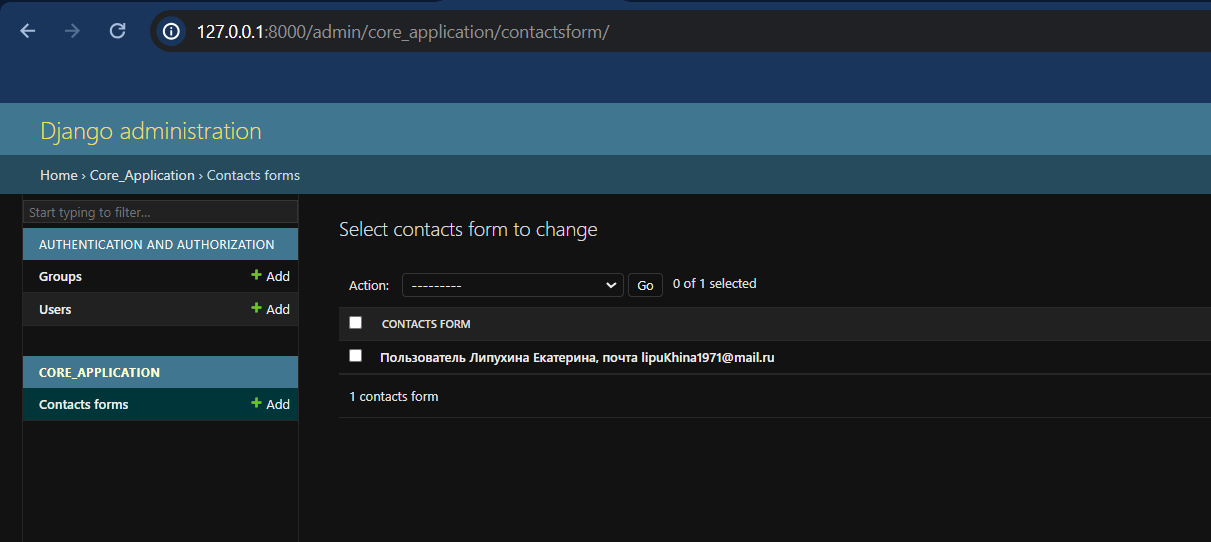 127.0.0.1:8000/admin/core_application/contactsform/
Django administration
Home › Core_Application › Contacts forms
Start typing to filter...
AUTHENTICATION AND AUTHORIZATION
Groups + Add
Users + Add
CORE_APPLICATION
Contacts forms + Add
Select contacts form to change
Action: --------- Go 0 of 1 selected
CONTACTS FORM
Пользователь Липухина Екатерина, почта lipuKhina1971@mail.ru
1 contacts form